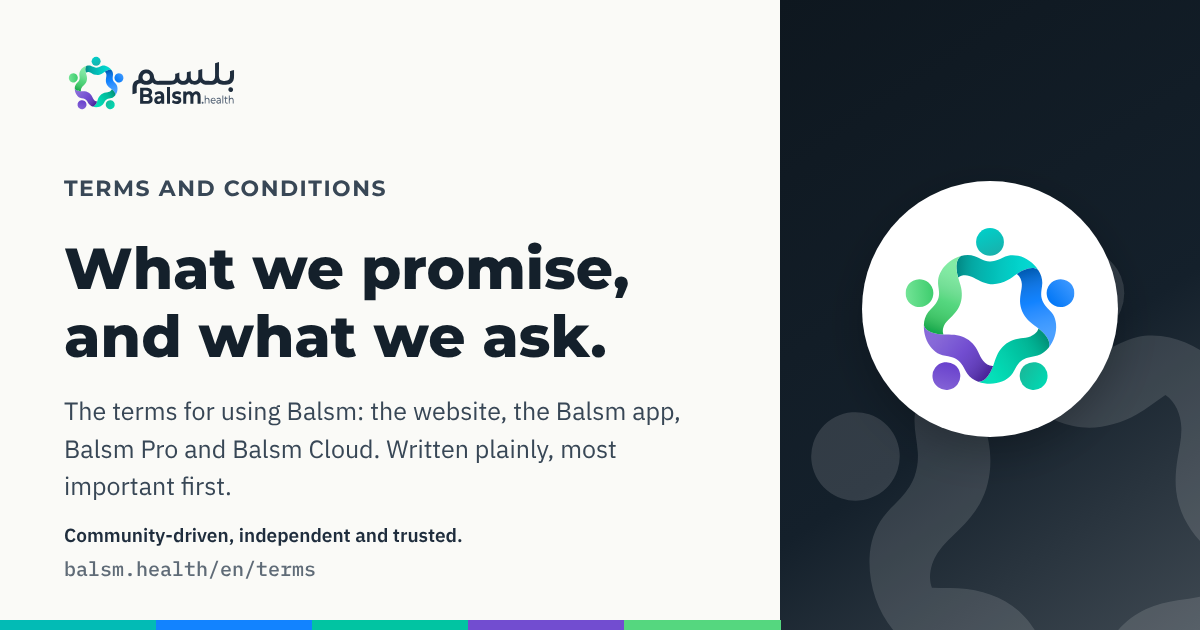 بلسم
Balsm.health
TERMS AND CONDITIONS
What we promise,
and what we ask.
The terms for using Balsm: the website, the Balsm app,
Balsm Pro and Balsm Cloud. Written plainly, most
important first.
Community-driven, independent and trusted.
balsm.health/en/terms